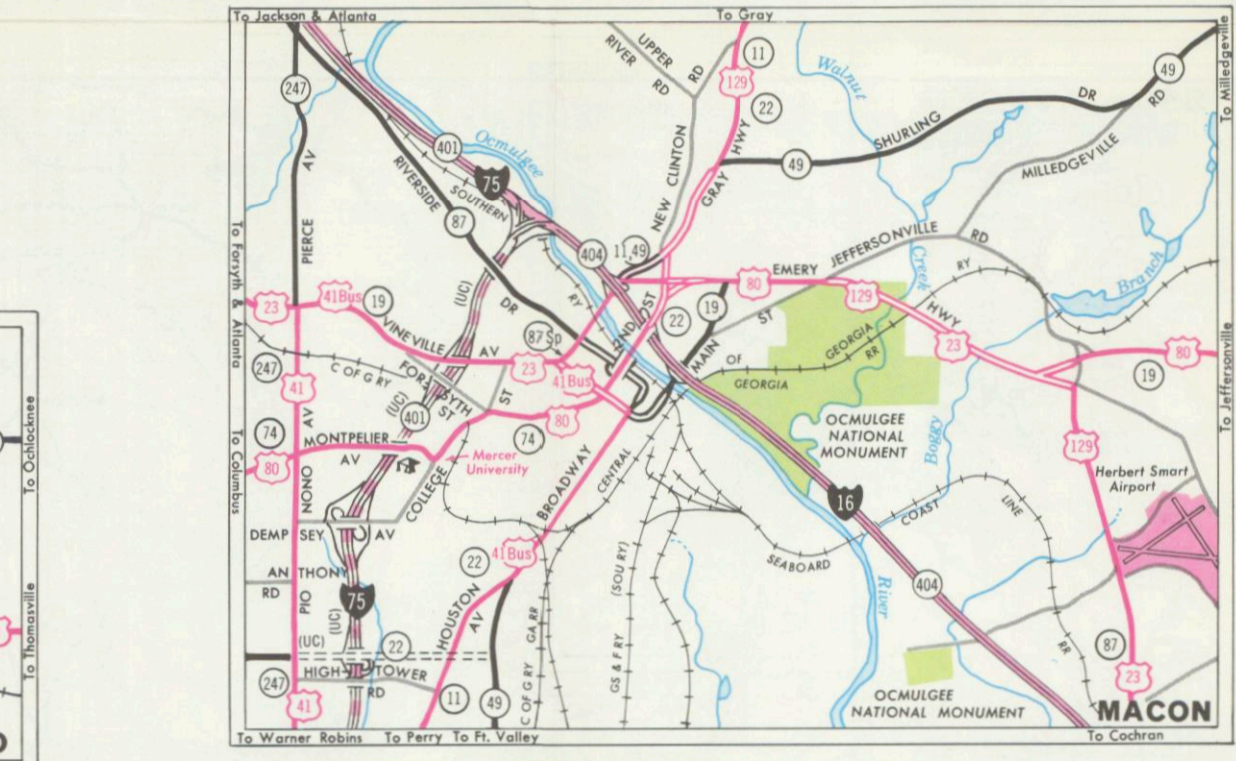 To Jackson & Atlanta
To Gray
247
401
Ocmulgee
UPPER
RIVER RD
RD
11
129
22
Walnut
49
DR
RD
To Milledgeville
AV
RIVERSIDE
75
SOUTHERN
NEW CLINTON
GRAY HWY
SHURLING
49
MILLEDGEVILLE
PIERCE
87
404
11,49
JEFFERSONVILLE
RD
To Forsyth & Atlanta
(UC)
DR
RY
EMERY
80
Creek
RY
Branch
23
41Bus
19
2ND ST
22
19
129
HWY
VINEVILLE AV
87Sp
MAIN ST
GEORGIA
RR
23
80
247
C OF G RY
FORSYTH ST
ST
23
41Bus
OF
GEORGIA
19
To Jeffersonville
41
(UC)
401
80
To Ochlocknee
74
AV
MONTPELIER
AV
74
OCMULGEE
NATIONAL
MONUMENT
Boggy
129
To Columbus
80
Mercer
University
NONO
COLLEGE
BROADWAY
CENTRAL
Herbert Smart
Airport
16
COAST
LINE
DEMPSEY AV
22
41Bus
SEABOARD
ANTHONY
RD
PIO
75
HOUSTON
AV
(SOU RY)
River
404
To Thomasville
(UC)
(UC)
22
GA RR
RR
87
247
HIGHTOWER
RD
GS & F RY
23
41
11
49
C OF G RY
OCMULGEE
NATIONAL MONUMENT
MACON
To Warner Robins
To Perry
To Ft. Valley
To Cochran